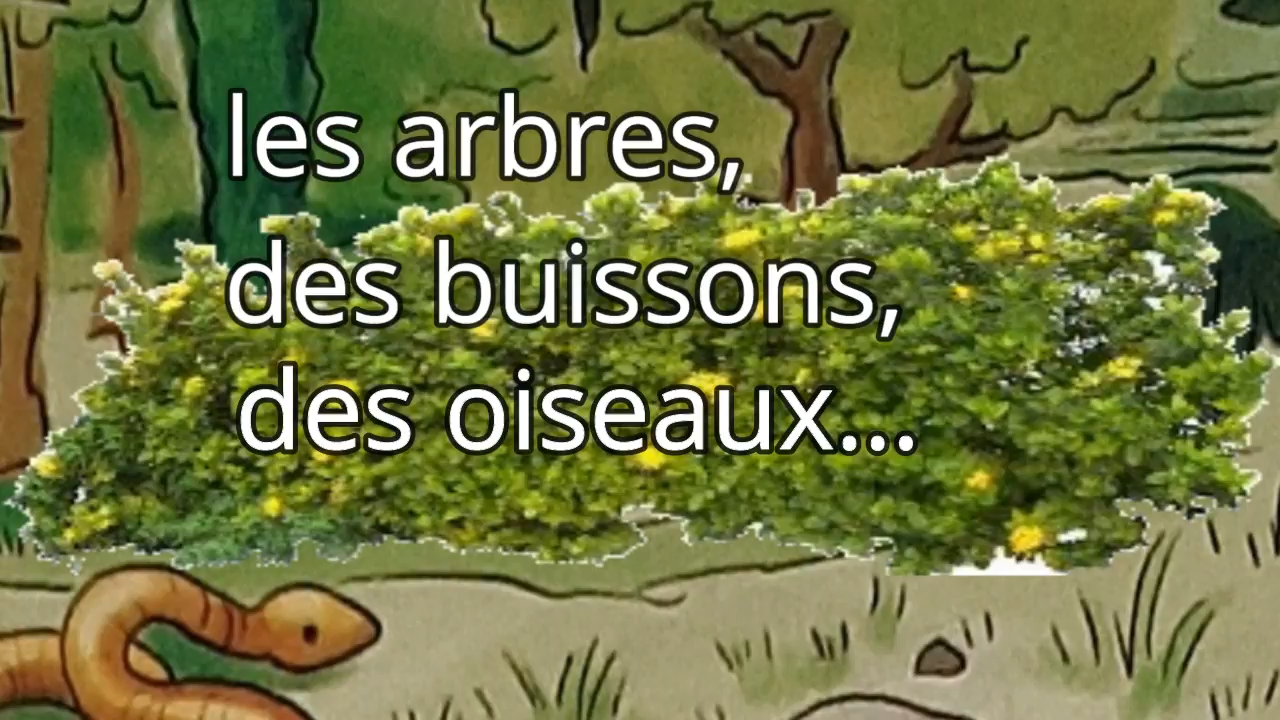 les arbres,
des buissons,
des oiseaux...